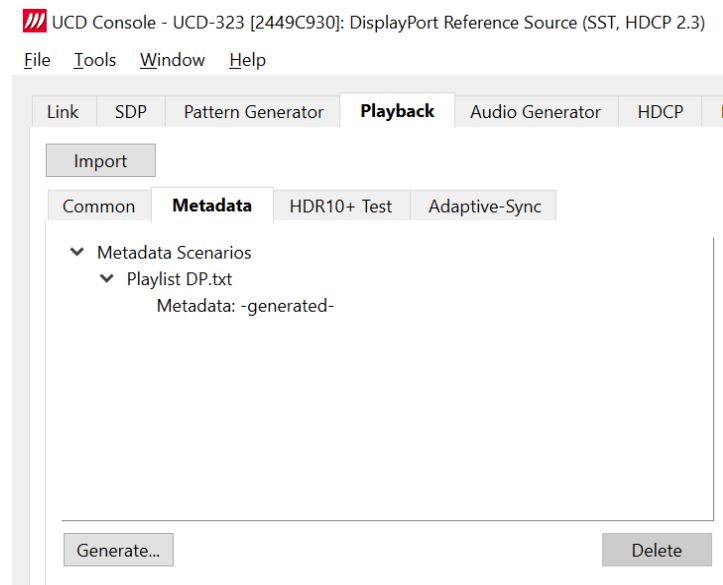 UCD Console - UCD-323 [2449C930]: DisplayPort Reference Source (SST, HDCP 2.3)
File Tools Window Help
Link SDP Pattern Generator Playback Audio Generator HDCP
Import
Common Metadata HDR10+ Test Adaptive-Sync
Metadata Scenarios
Playlist DP.txt
Metadata: -generated-
Generate... Delete